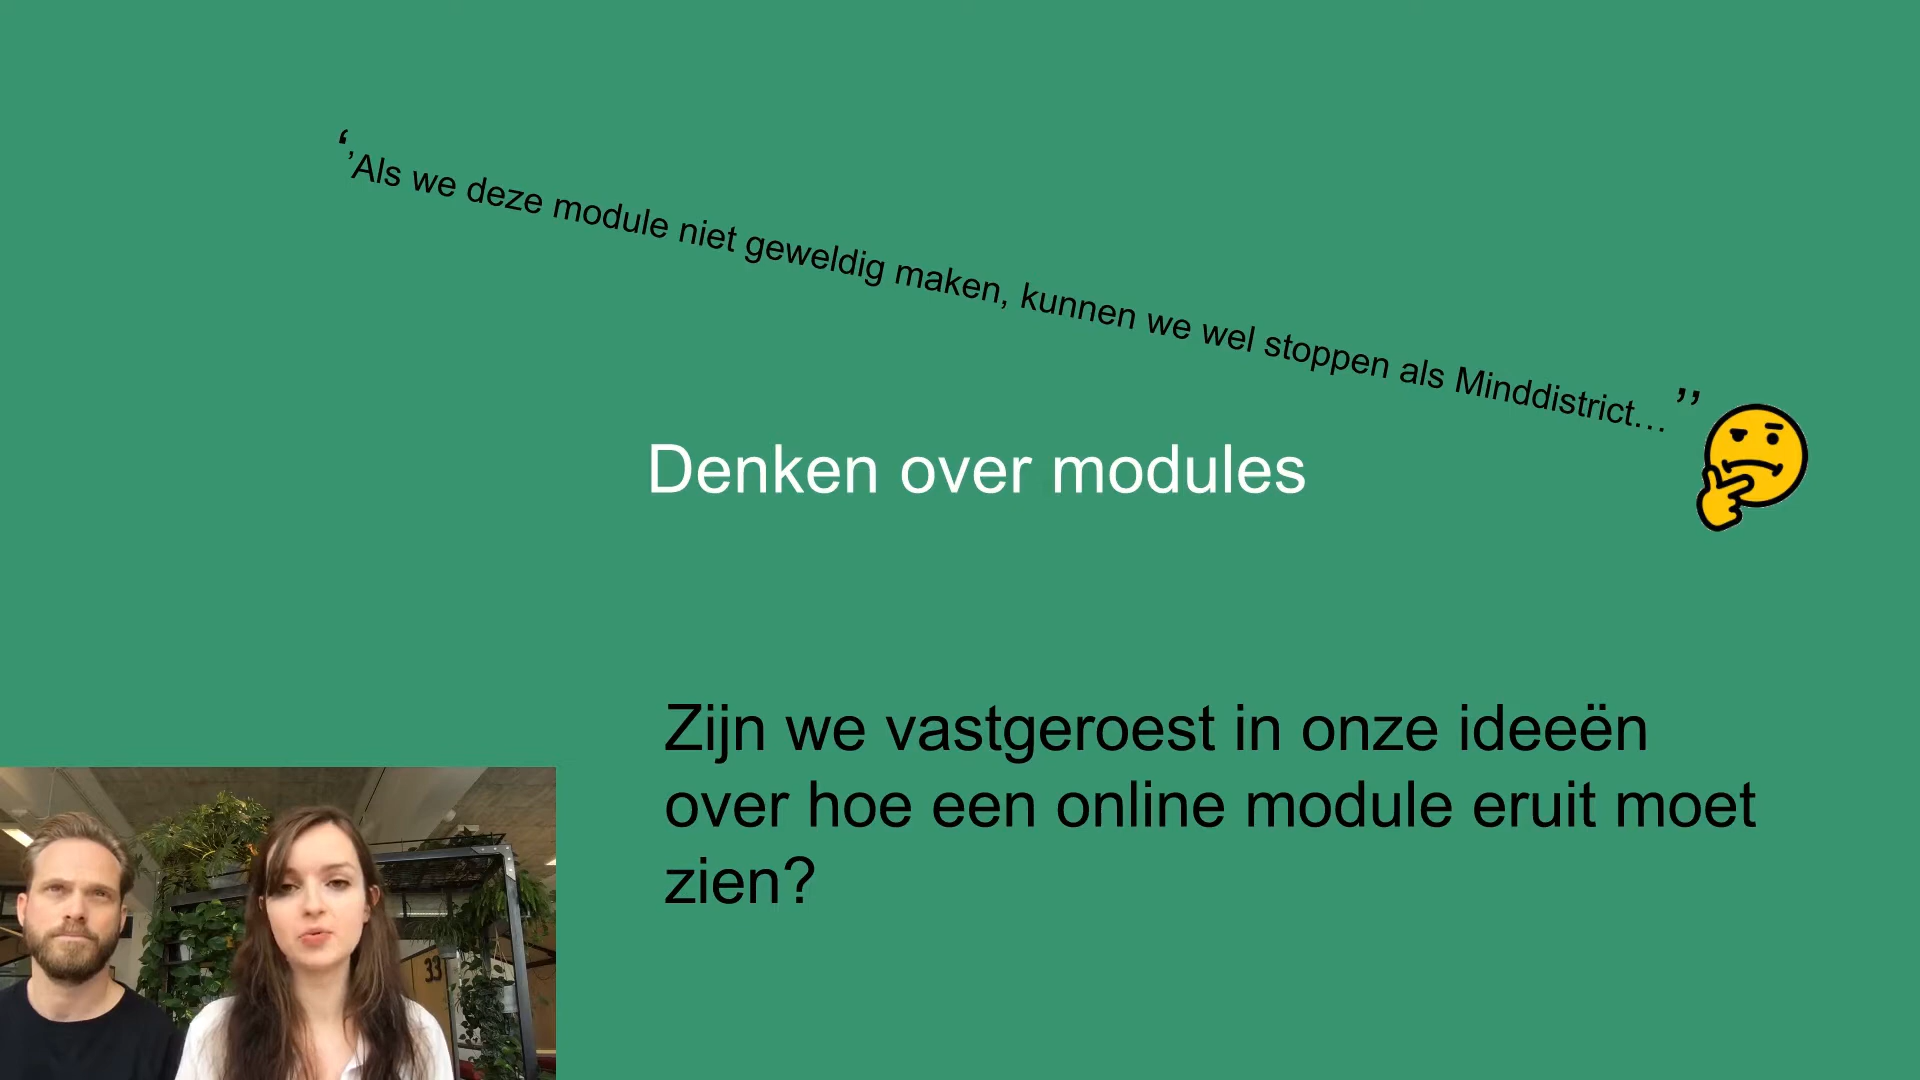 ‘’Als we deze module niet geweldig maken, kunnen we wel stoppen als Minddistrict… ’’
Denken over modules
Zijn we vastgeroest in onze ideeën
over hoe een online module eruit moet
zien?
33